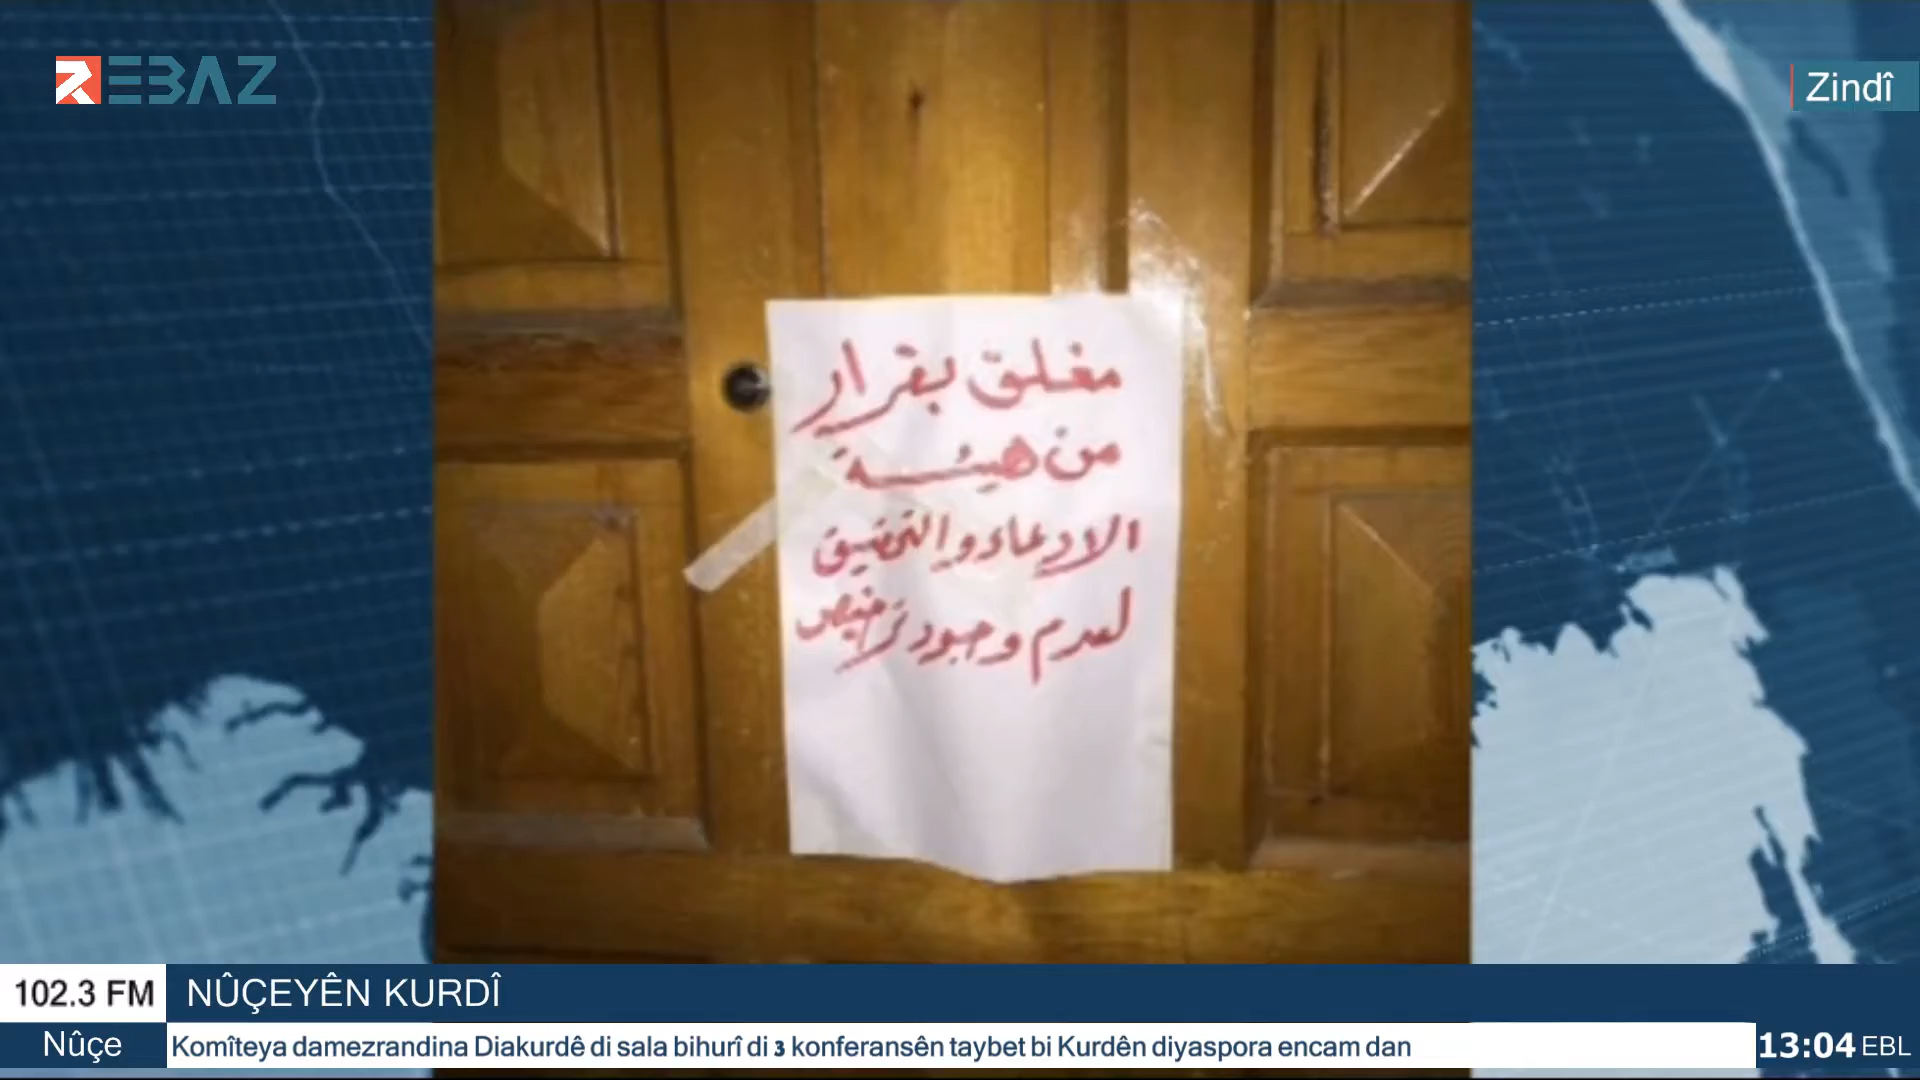 REBAZ
Zindî
مغلق بقرار
من هيئة
الادعاء والتحقيق
لعدم وجود تراخيص
102.3 FM
NÛÇEYÊN KURDÎ
Nûçe
Komîteya damezrandina Diakurdê di sala bihurî di 3 konferansên taybet bi Kurdên diyaspora encam dan
13:04 EBL